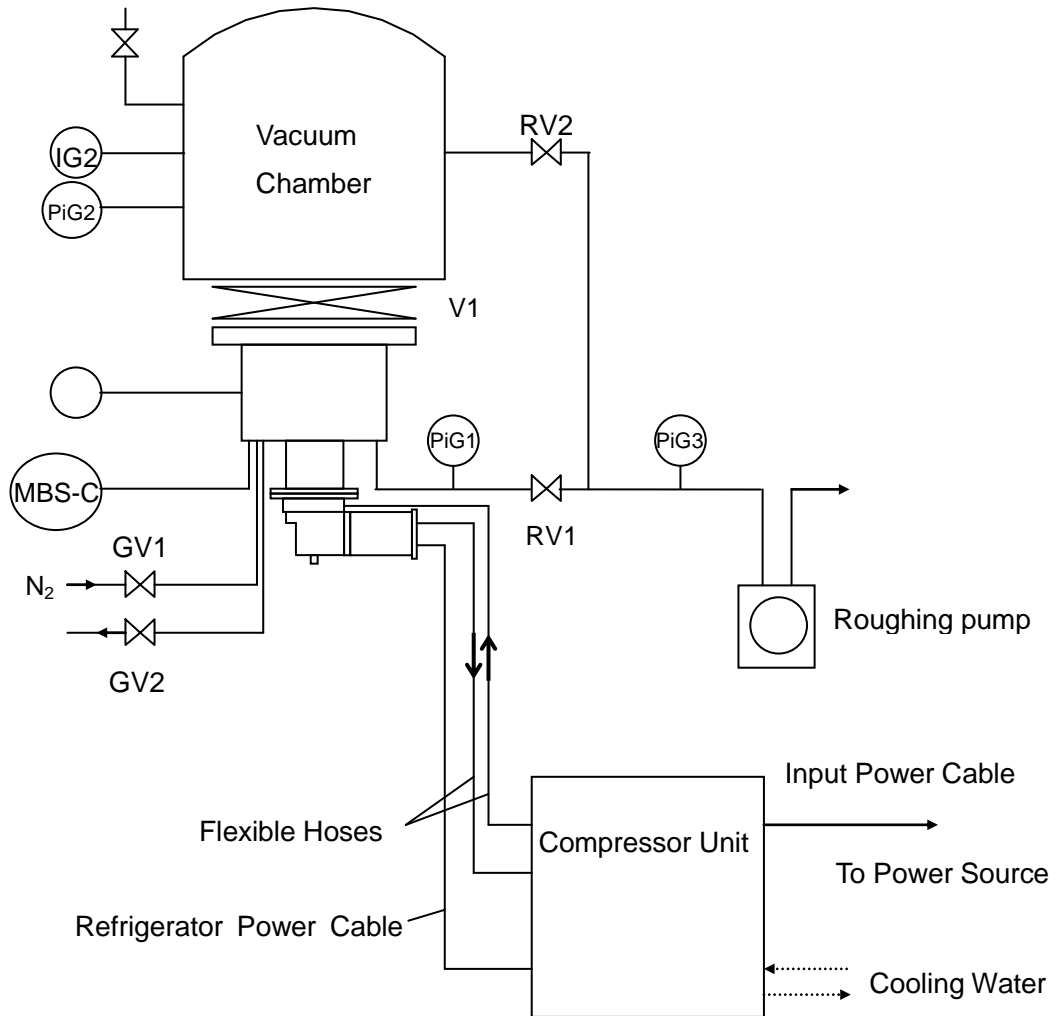 RV2
Vacuum
Chamber
IG2
PiG2
V1
PiG1
PiG3
MBS-C
RV1
GV1
N₂
GV2
Roughing pump
Input Power Cable
Flexible Hoses
Compressor Unit
To Power Source
Refrigerator Power Cable
Cooling Water